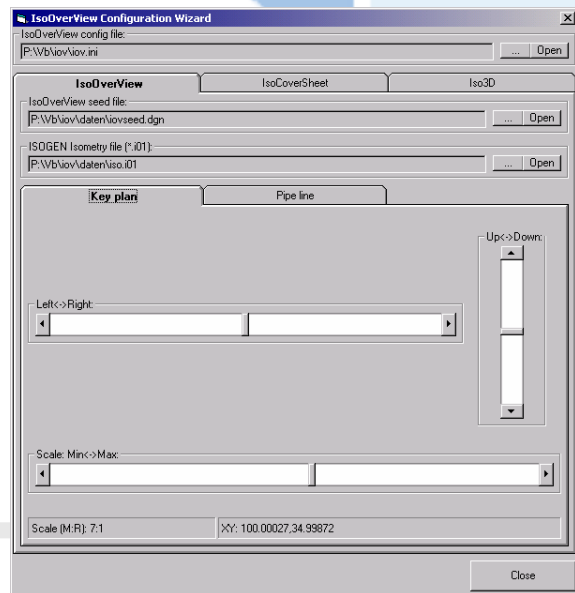 IsoOverView Configuration Wizard
IsoOverView config file:
P:\Vb\iov\iov.ini
... Open
IsoOverView IsoCoverSheet Iso3D
IsoOverView seed file:
P:\Vb\iov\daten\iovseed.dgn
... Open
ISOGEN Isometry file (*.i01):
P:\Vb\iov\daten\iso.i01
... Open
Key plan Pipe line
Up<->Down:
Left<->Right:
Scale: Min<->Max:
Scale (M:R): 7:1 XY: 100.00027,34.99872
Close